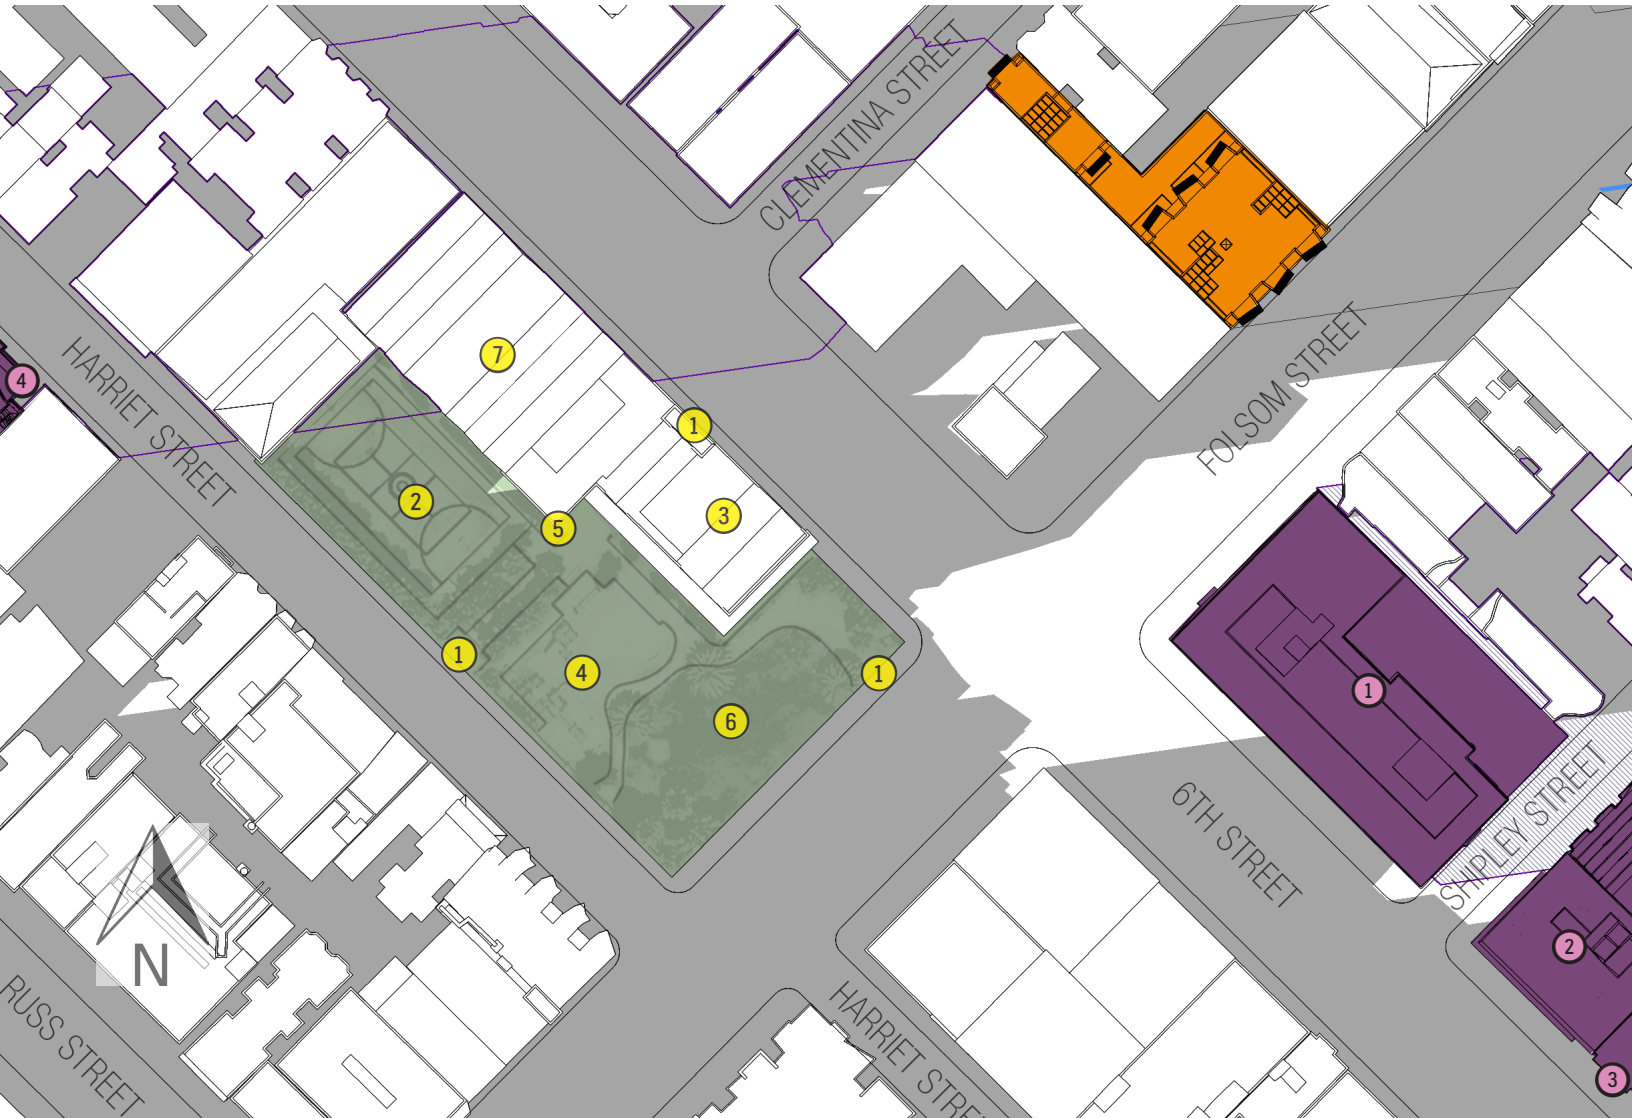 CLEMENTINA STREET
4
HARRIET STREET
7
FOLSOM STREET
1
2
3
5
1
4
1
6
1
6TH STREET
SHIPLEY STREET
2
N
RUSS STREET
HARRIET STREET
3